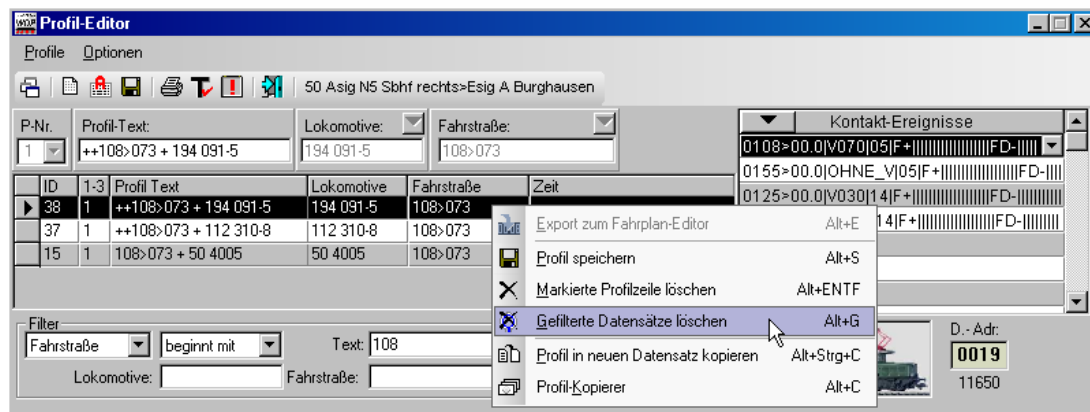 Profil-Editor
Profile Optionen
50 Asig N5 Sbhf rechts>Esig A Burghausen
P-Nr. Profil-Text: Lokomotive: Fahrstraße:
1 ++108>073 + 194 091-5 194 091-5 108>073
Kontakt-Ereignisse
0108>00.0|V070|05|F+||||||||||||||||||FD-|||||
0155>00.0|OHNE_V|05|F+||||||||||||||||||FD-||||
0125>00.0|V030|14|F+||||||||||||||||||FD-||||||||||
4|F+||||||||||||||||||FD-|||||||||
ID 1-3 Profil Text Lokomotive Fahrstraße Zeit
38 1 ++108>073 + 194 091-5 194 091-5 108>073
37 1 ++108>073 + 112 310-8 112 310-8 108>073
15 1 108>073 + 50 4005 50 4005 108>073
Export zum Fahrplan-Editor Alt+E
Profil speichern Alt+S
Markierte Profilzeile löschen Alt+ENTF
Gefilterte Datensätze löschen Alt+G
Profil in neuen Datensatz kopieren Alt+Strg+C
Profil-Kopierer Alt+C
Filter
Fahrstraße beginnt mit Text: 108
Lokomotive: Fahrstraße:
D.- Adr:
0019
11650